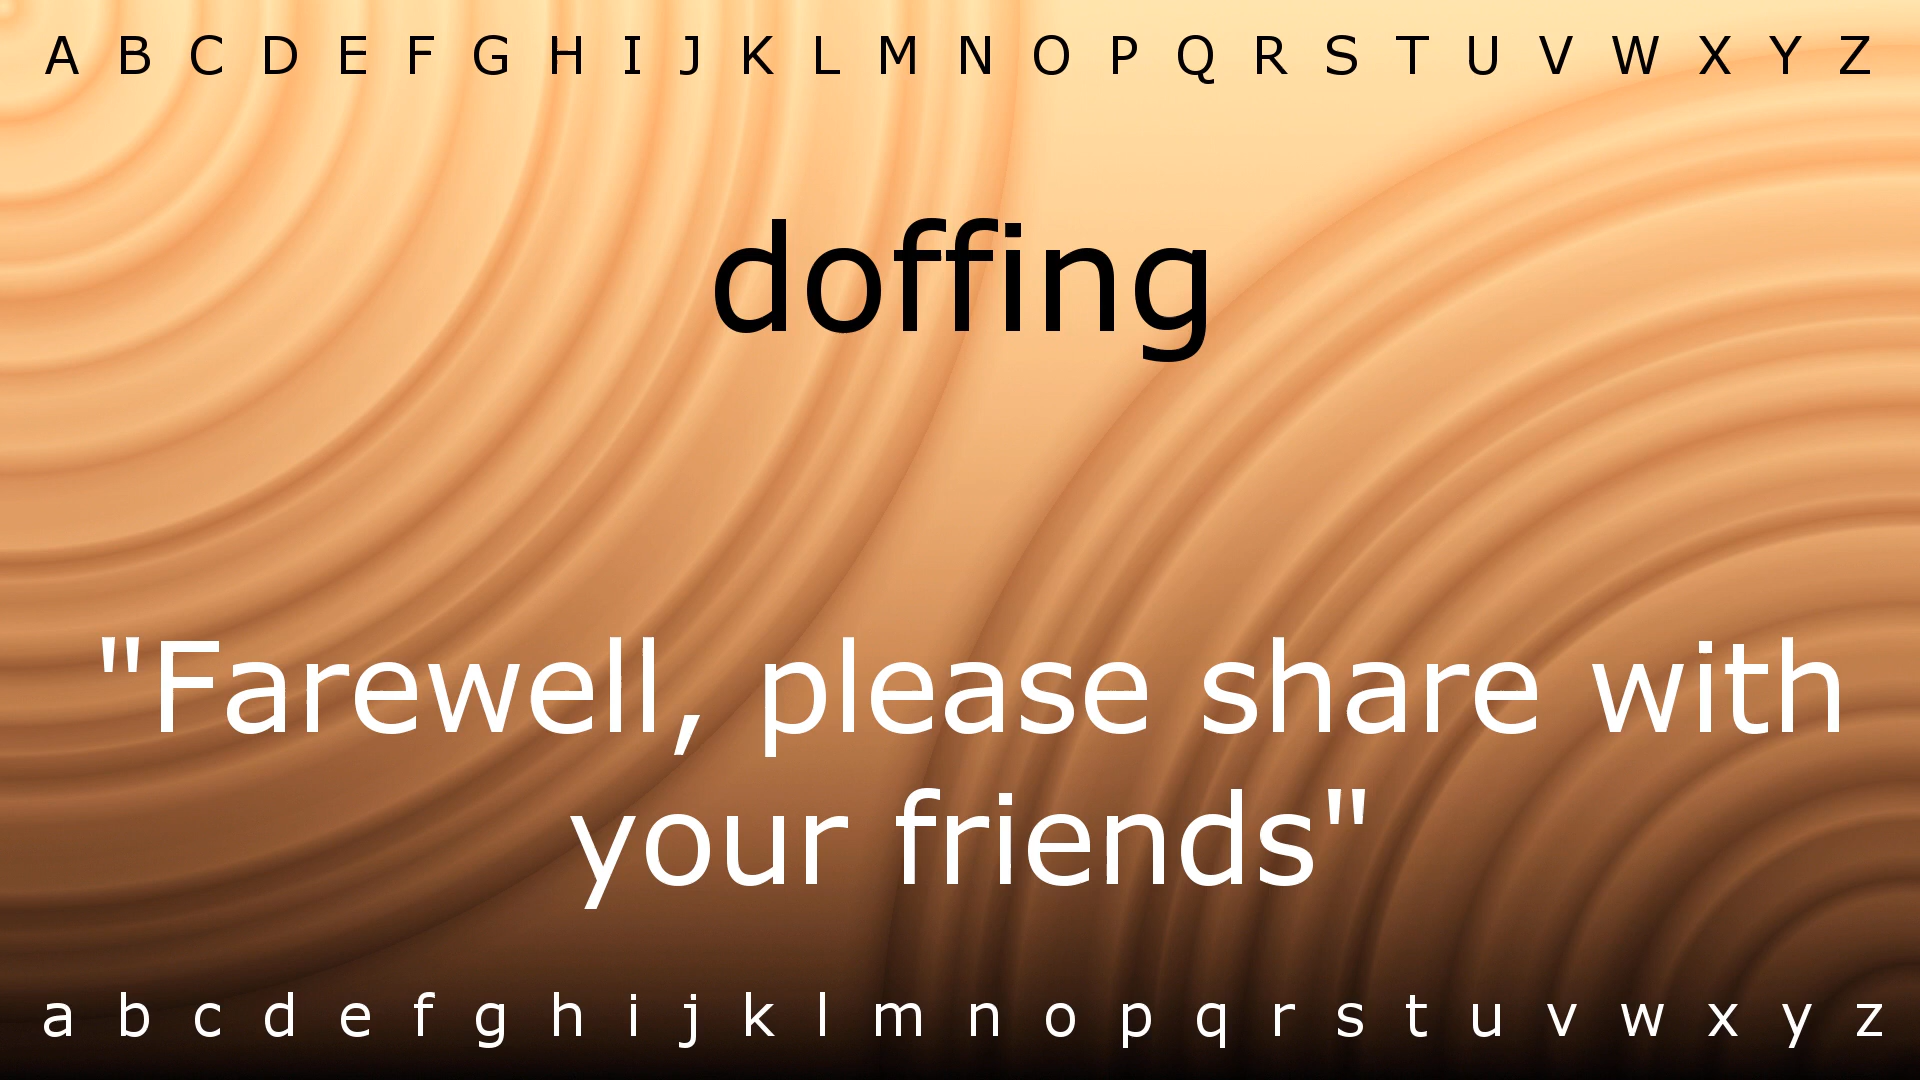 A B C D E F G H I J K L M N O P Q R S T U V W X Y Z
doffing
"Farewell, please share with
your friends"
a b c d e f g h i j k l m n o p q r s t u v w x y z